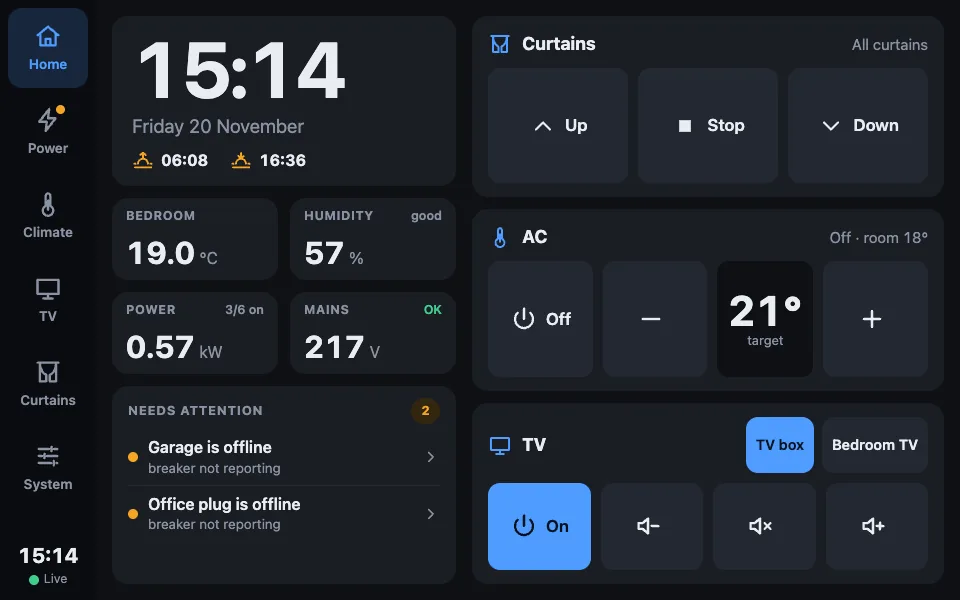 Home
Power
Climate
TV
Curtains
System
15:14
Live
15:14
Friday 20 November
06:08 16:36
BEDROOM
19.0 °C
HUMIDITY good
57 %
POWER 3/6 on
0.57 kW
MAINS OK
217 V
NEEDS ATTENTION 2
Garage is offline
breaker not reporting
Office plug is offline
breaker not reporting
Curtains All curtains
Up Stop Down
AC Off · room 18°
Off − 21° +
target
TV TV box Bedroom TV
On